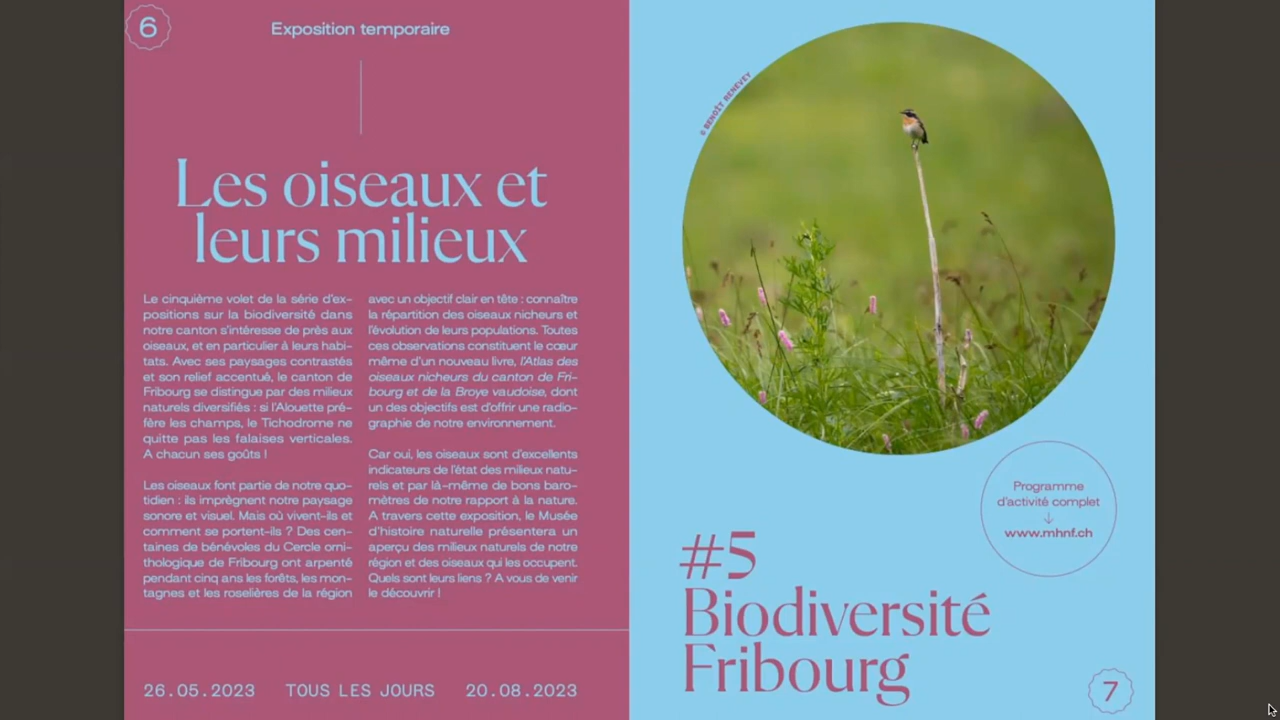 6
Exposition temporaire
Les oiseaux et
leurs milieux
Le cinquième volet de la série d'ex-
positions sur la biodiversité dans
notre canton s'intéresse de près aux
oiseaux, et en particulier à leurs habi-
tats. Avec ses paysages contrastés
et son relief accentué, le canton de
Fribourg se distingue par des milieux
naturels diversifiés : si l'Alouette pré-
fère les champs, le Tichodrome ne
quitte pas les falaises verticales.
A chacun ses goûts !
Les oiseaux font partie de notre quo-
tidien : ils imprègnent notre paysage
sonore et visuel. Mais où vivent-ils et
comment se portent-ils ? Des cen-
taines de bénévoles du Cercle orni-
thologique de Fribourg ont arpenté
pendant cinq ans les forêts, les mon-
tagnes et les roselières de la région
avec un objectif clair en tête : connaître
la répartition des oiseaux nicheurs et
l'évolution de leurs populations. Toutes
ces observations constituent le cœur
même d'un nouveau livre, l'Atlas des
oiseaux nicheurs du canton de Fri-
bourg et de la Broye vaudoise, dont
un des objectifs est d'offrir une radio-
graphie de notre environnement.
Car oui, les oiseaux sont d'excellents
indicateurs de l'état des milieux natu-
rels et par là-même de bons baro-
mètres de notre rapport à la nature.
A travers cette exposition, le Musée
d'histoire naturelle présentera un
aperçu des milieux naturels de notre
région et des oiseaux qui les occupent.
Quels sont leurs liens ? A vous de venir
le découvrir !
26.05.2023 TOUS LES JOURS 20.08.2023
© BENOÎT RENEVEY
Programme
d'activité complet
↓
www.mhnf.ch
#5
Biodiversité
Fribourg
7